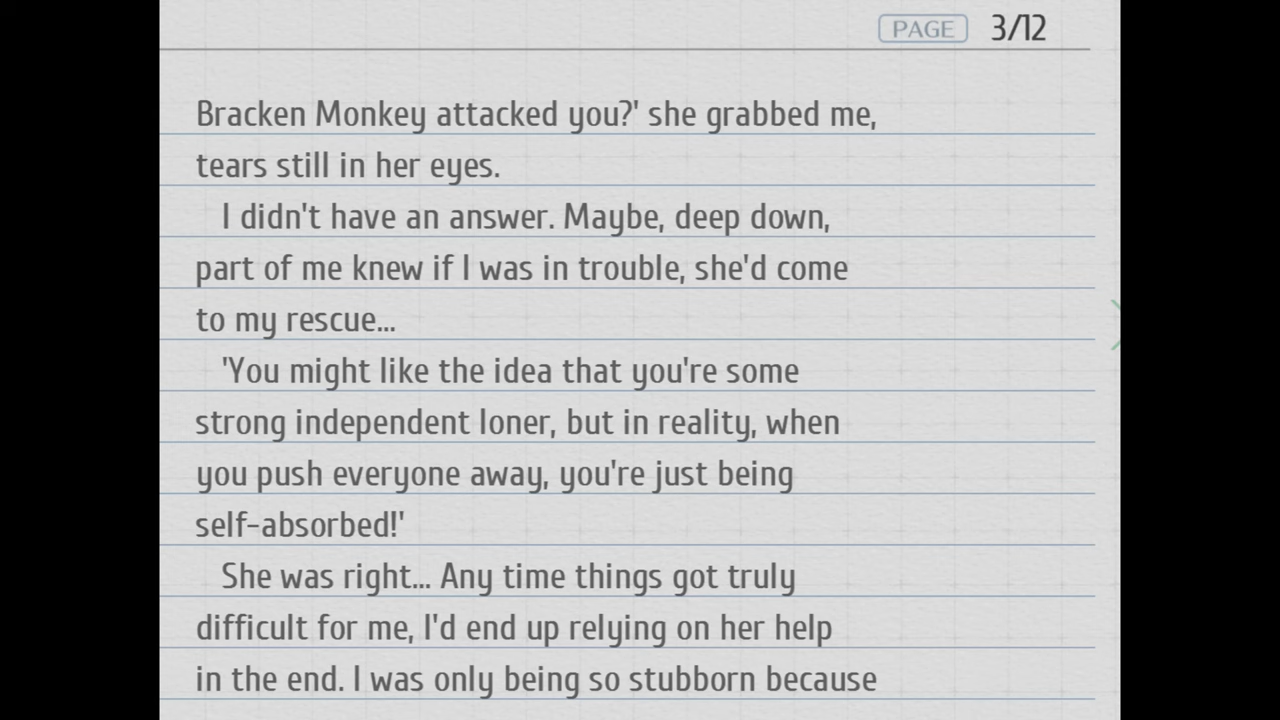 PAGE 3/12
Bracken Monkey attacked you?' she grabbed me,
tears still in her eyes.
I didn't have an answer. Maybe, deep down,
part of me knew if I was in trouble, she'd come
to my rescue...
'You might like the idea that you're some
strong independent loner, but in reality, when
you push everyone away, you're just being
self-absorbed!'
She was right... Any time things got truly
difficult for me, I'd end up relying on her help
in the end. I was only being so stubborn because